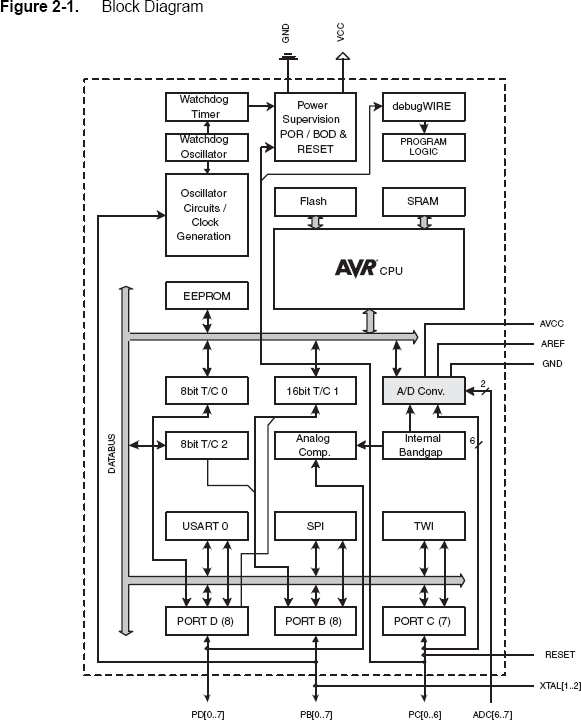 Figure 2-1. Block Diagram
GND
VCC
Watchdog
Timer
Power
Supervision
POR / BOD &
RESET
debugWIRE
Watchdog
Oscillator
PROGRAM
LOGIC
Oscillator
Circuits /
Clock
Generation
Flash
SRAM
AVR CPU
EEPROM
AVCC
AREF
GND
8bit T/C 0
16bit T/C 1
A/D Conv.
2
DATABUS
8bit T/C 2
Analog
Comp.
Internal
Bandgap
6
USART 0
SPI
TWI
PORT D (8)
PORT B (8)
PORT C (7)
RESET
XTAL[1..2]
PD[0..7]
PB[0..7]
PC[0..6]
ADC[6..7]